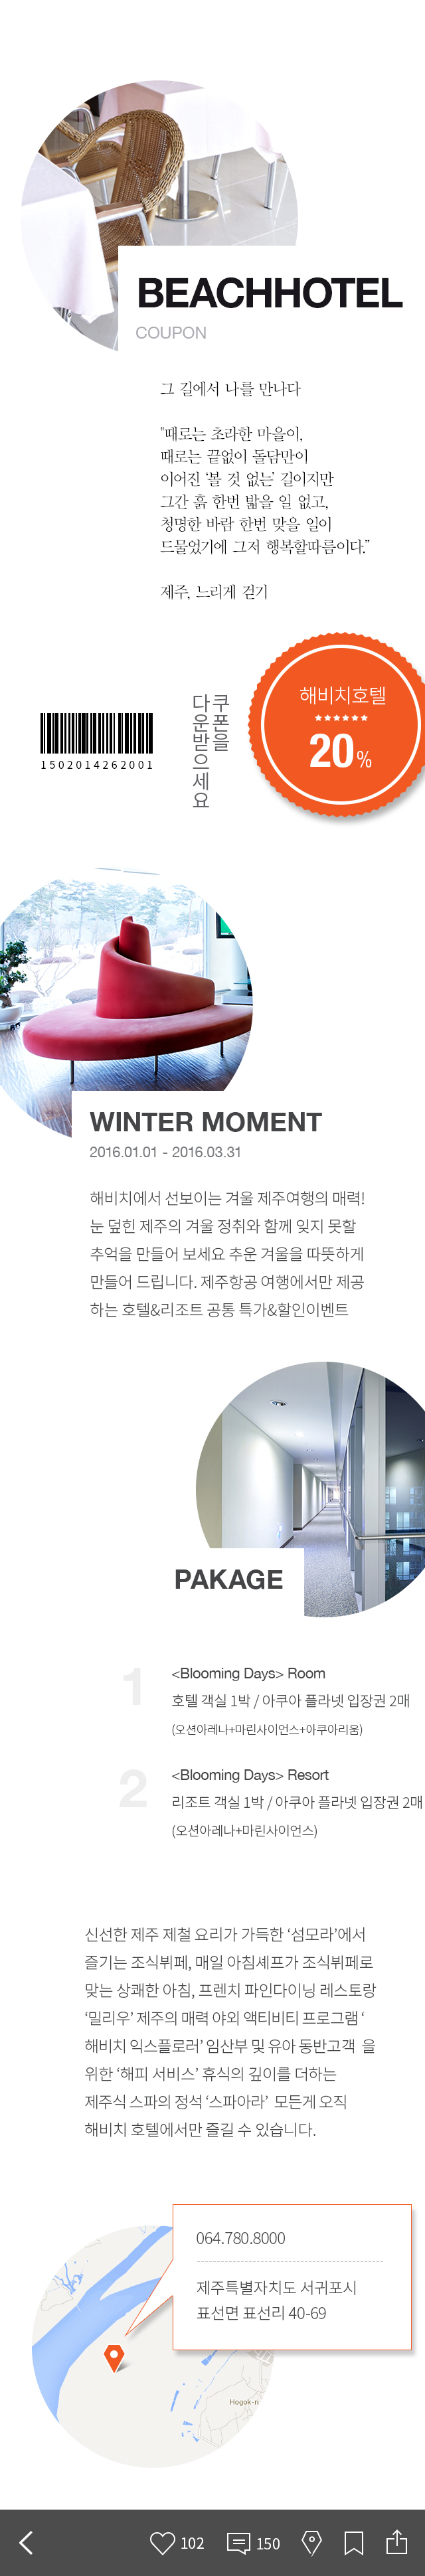 BEACHHOTEL
COUPON
그 길에서 나를 만나다
"때로는 초라한 마을이,
때로는 끝없이 돌담만이
이어진 ‘볼 것 없는’ 길이지만
그간 흙 한번 밟을 일 없고,
청명한 바람 한번 맞을 일이
드물었기에 그저 행복할따름이다.”
제주, 느리게 걷기
1502014262001
쿠폰을
다운받으세요
해비치호텔
20%
WINTER MOMENT
2016.01.01 - 2016.03.31
해비치에서 선보이는 겨울 제주여행의 매력!
눈 덮힌 제주의 겨울 정취와 함께 잊지 못할
추억을 만들어 보세요 추운 겨울을 따뜻하게
만들어 드립니다. 제주항공 여행에서만 제공
하는 호텔&리조트 공통 특가&할인이벤트
PAKAGE
1
<Blooming Days> Room
호텔 객실 1박 / 아쿠아 플라넷 입장권 2매
(오션아레나+마린사이언스+아쿠아리움)
2
<Blooming Days> Resort
리조트 객실 1박 / 아쿠아 플라넷 입장권 2매
(오션아레나+마린사이언스)
신선한 제주 제철 요리가 가득한 ‘섬모라’에서
즐기는 조식뷔페, 매일 아침셰프가 조식뷔페로
맞는 상쾌한 아침, 프렌치 파인다이닝 레스토랑
‘밀리우’ 제주의 매력 야외 액티비티 프로그램 ‘
해비치 익스플로러’ 임산부 및 유아 동반고객 을
위한 ‘해피 서비스’ 휴식의 깊이를 더하는
제주식 스파의 정석 ‘스파아라’ 모든게 오직
해비치 호텔에서만 즐길 수 있습니다.
064.780.8000
제주특별자치도 서귀포시
표선면 표선리 40-69
Hogok-ri
102
150